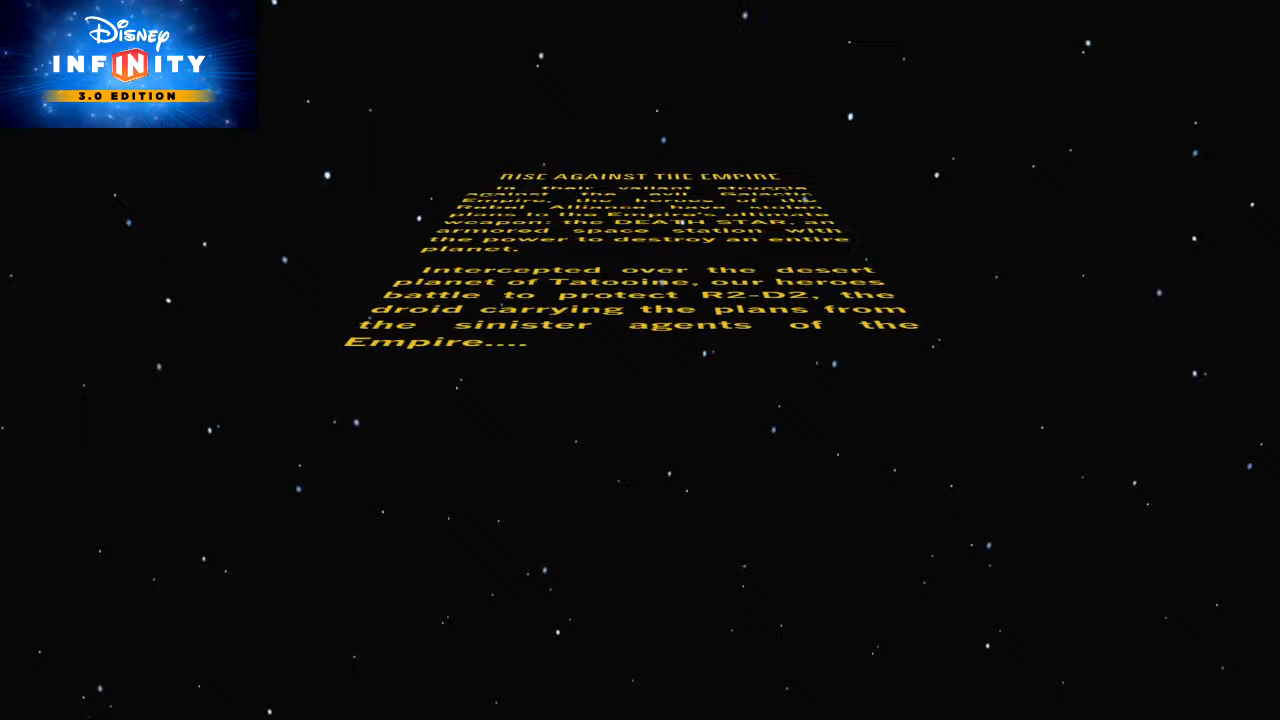 Disney
INFINITY
3.0 EDITION
RISE AGAINST THE EMPIRE
In their valiant struggle
against the evil Galactic
Empire, the heroes of the
Rebel Alliance have stolen
plans to the Empire's ultimate
weapon: the DEATH STAR, an
armored space station with
the power to destroy an entire
planet.
Intercepted over the desert
planet of Tatooine, our heroes
battle to protect R2-D2, the
droid carrying the plans from
the sinister agents of the
Empire....